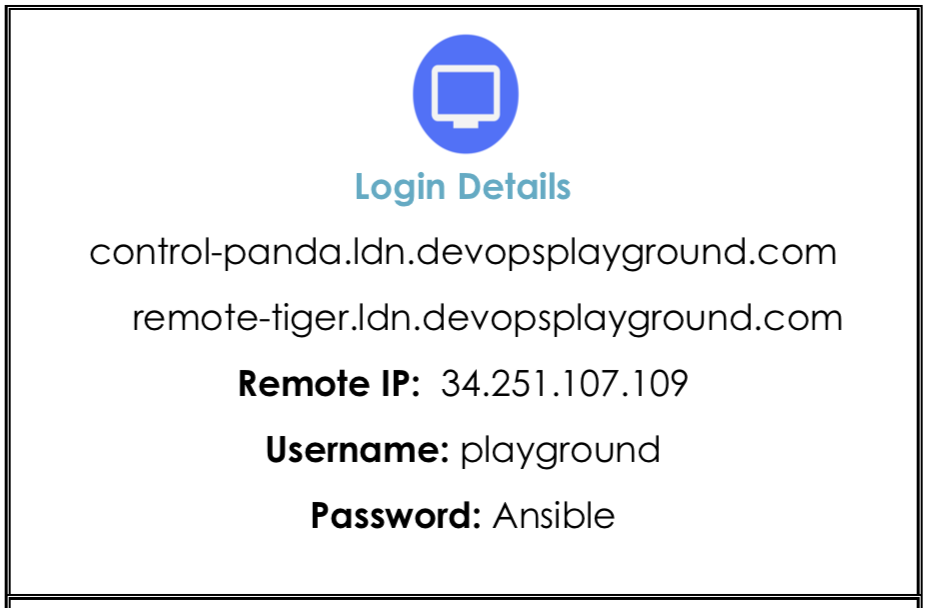 Login Details
control-panda.ldn.devopsplayground.com
remote-tiger.ldn.devopsplayground.com
Remote IP: 34.251.107.109
Username: playground
Password: Ansible